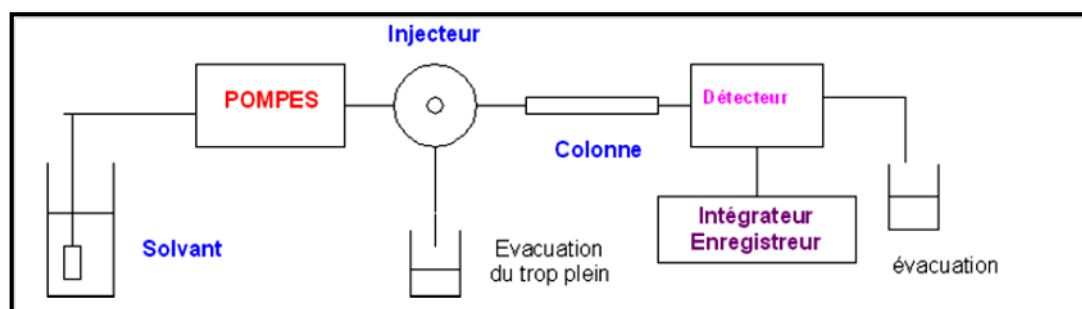 Injecteur
POMPES
Détecteur
Colonne
Solvant
Evacuation
du trop plein
Intégrateur
Enregistreur
évacuation